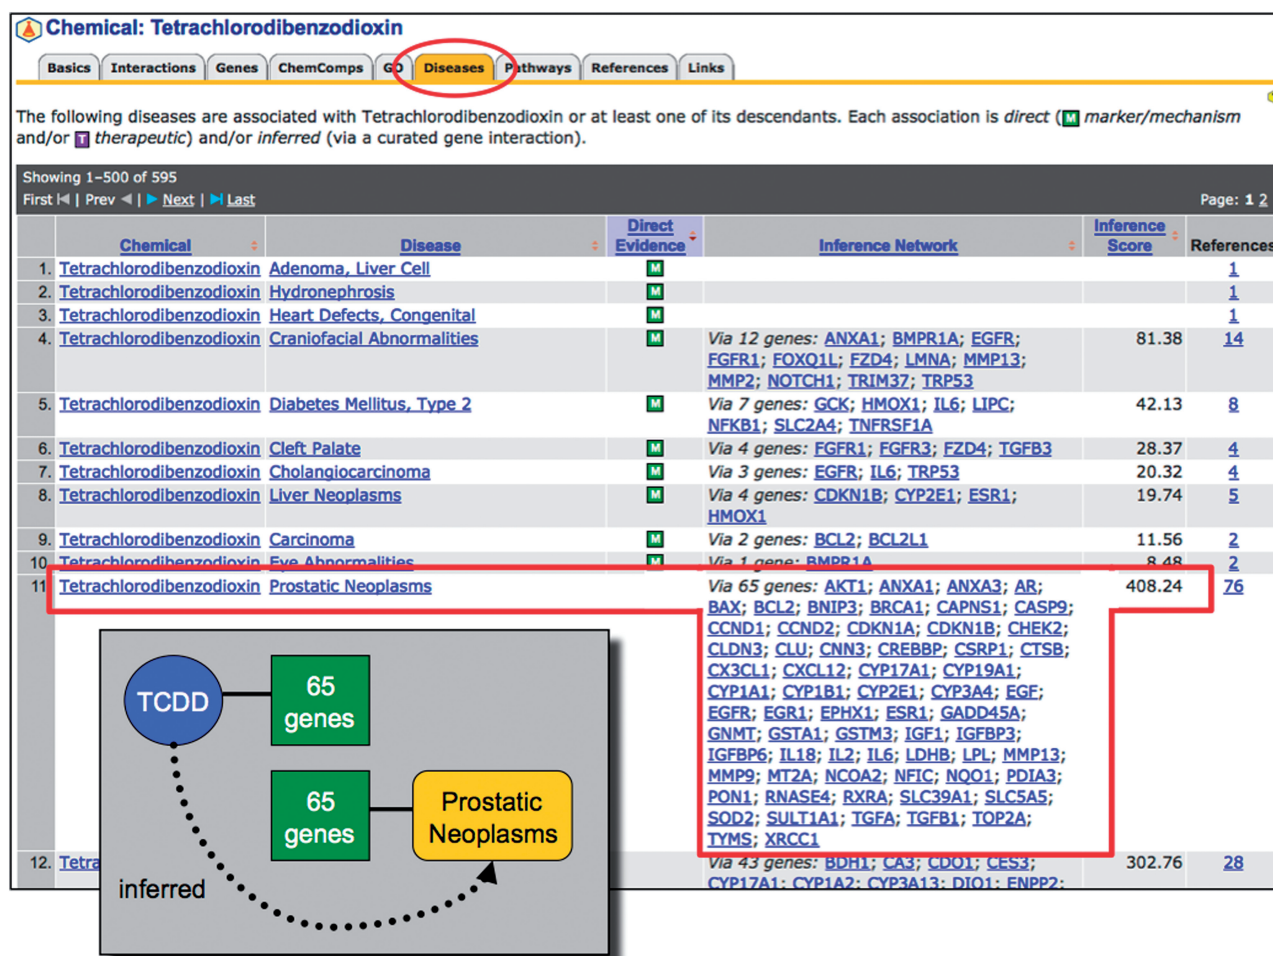 Chemical: Tetrachlorodibenzodioxin
Basics Interactions Genes ChemComps GO Diseases Pathways References Links
The following diseases are associated with Tetrachlorodibenzodioxin or at least one of its descendants. Each association is direct (M marker/mechanism
and/or T therapeutic) and/or inferred (via a curated gene interaction).
Showing 1–500 of 595
First | Prev | Next | Last Page: 1 2
Chemical Disease Direct Evidence Inference Network Inference Score References
1. Tetrachlorodibenzodioxin Adenoma, Liver Cell M 1
2. Tetrachlorodibenzodioxin Hydronephrosis M 1
3. Tetrachlorodibenzodioxin Heart Defects, Congenital M 1
4. Tetrachlorodibenzodioxin Craniofacial Abnormalities M Via 12 genes: ANXA1; BMPR1A; EGFR; 81.38 14
FGFR1; FOXQ1L; FZD4; LMNA; MMP13;
MMP2; NOTCH1; TRIM37; TRP53
5. Tetrachlorodibenzodioxin Diabetes Mellitus, Type 2 M Via 7 genes: GCK; HMOX1; IL6; LIPC; 42.13 8
NFKB1; SLC2A4; TNFRSF1A
6. Tetrachlorodibenzodioxin Cleft Palate M Via 4 genes: FGFR1; FGFR3; FZD4; TGFB3 28.37 4
7. Tetrachlorodibenzodioxin Cholangiocarcinoma M Via 3 genes: EGFR; IL6; TRP53 20.32 4
8. Tetrachlorodibenzodioxin Liver Neoplasms M Via 4 genes: CDKN1B; CYP2E1; ESR1; 19.74 5
HMOX1
9. Tetrachlorodibenzodioxin Carcinoma M Via 2 genes: BCL2; BCL2L1 11.56 2
10. Tetrachlorodibenzodioxin Eye Abnormalities M Via 1 gene: BMPR1A 8.48 2
11 Tetrachlorodibenzodioxin Prostatic Neoplasms Via 65 genes: AKT1; ANXA1; ANXA3; AR; 408.24 76
BAX; BCL2; BNIP3; BRCA1; CAPNS1; CASP9;
CCND1; CCND2; CDKN1A; CDKN1B; CHEK2;
CLDN3; CLU; CNN3; CREBBP; CSRP1; CTSB;
CX3CL1; CXCL12; CYP17A1; CYP19A1;
CYP1A1; CYP1B1; CYP2E1; CYP3A4; EGF;
EGFR; EGR1; EPHX1; ESR1; GADD45A;
GNMT; GSTA1; GSTM3; IGF1; IGFBP3;
IGFBP6; IL18; IL2; IL6; LDHB; LPL; MMP13;
MMP9; MT2A; NCOA2; NFIC; NQO1; PDIA3;
PON1; RNASE4; RXRA; SLC39A1; SLC5A5;
SOD2; SULT1A1; TGFA; TGFB1; TOP2A;
TYMS; XRCC1
12. Tetra Via 43 genes: BDH1; CA3; CDO1; CES3; 302.76 28
CYP17A1; CYP1A2; CYP3A13; DIO1; ENPP2;
TCDD
65
genes
65
genes
Prostatic
Neoplasms
inferred